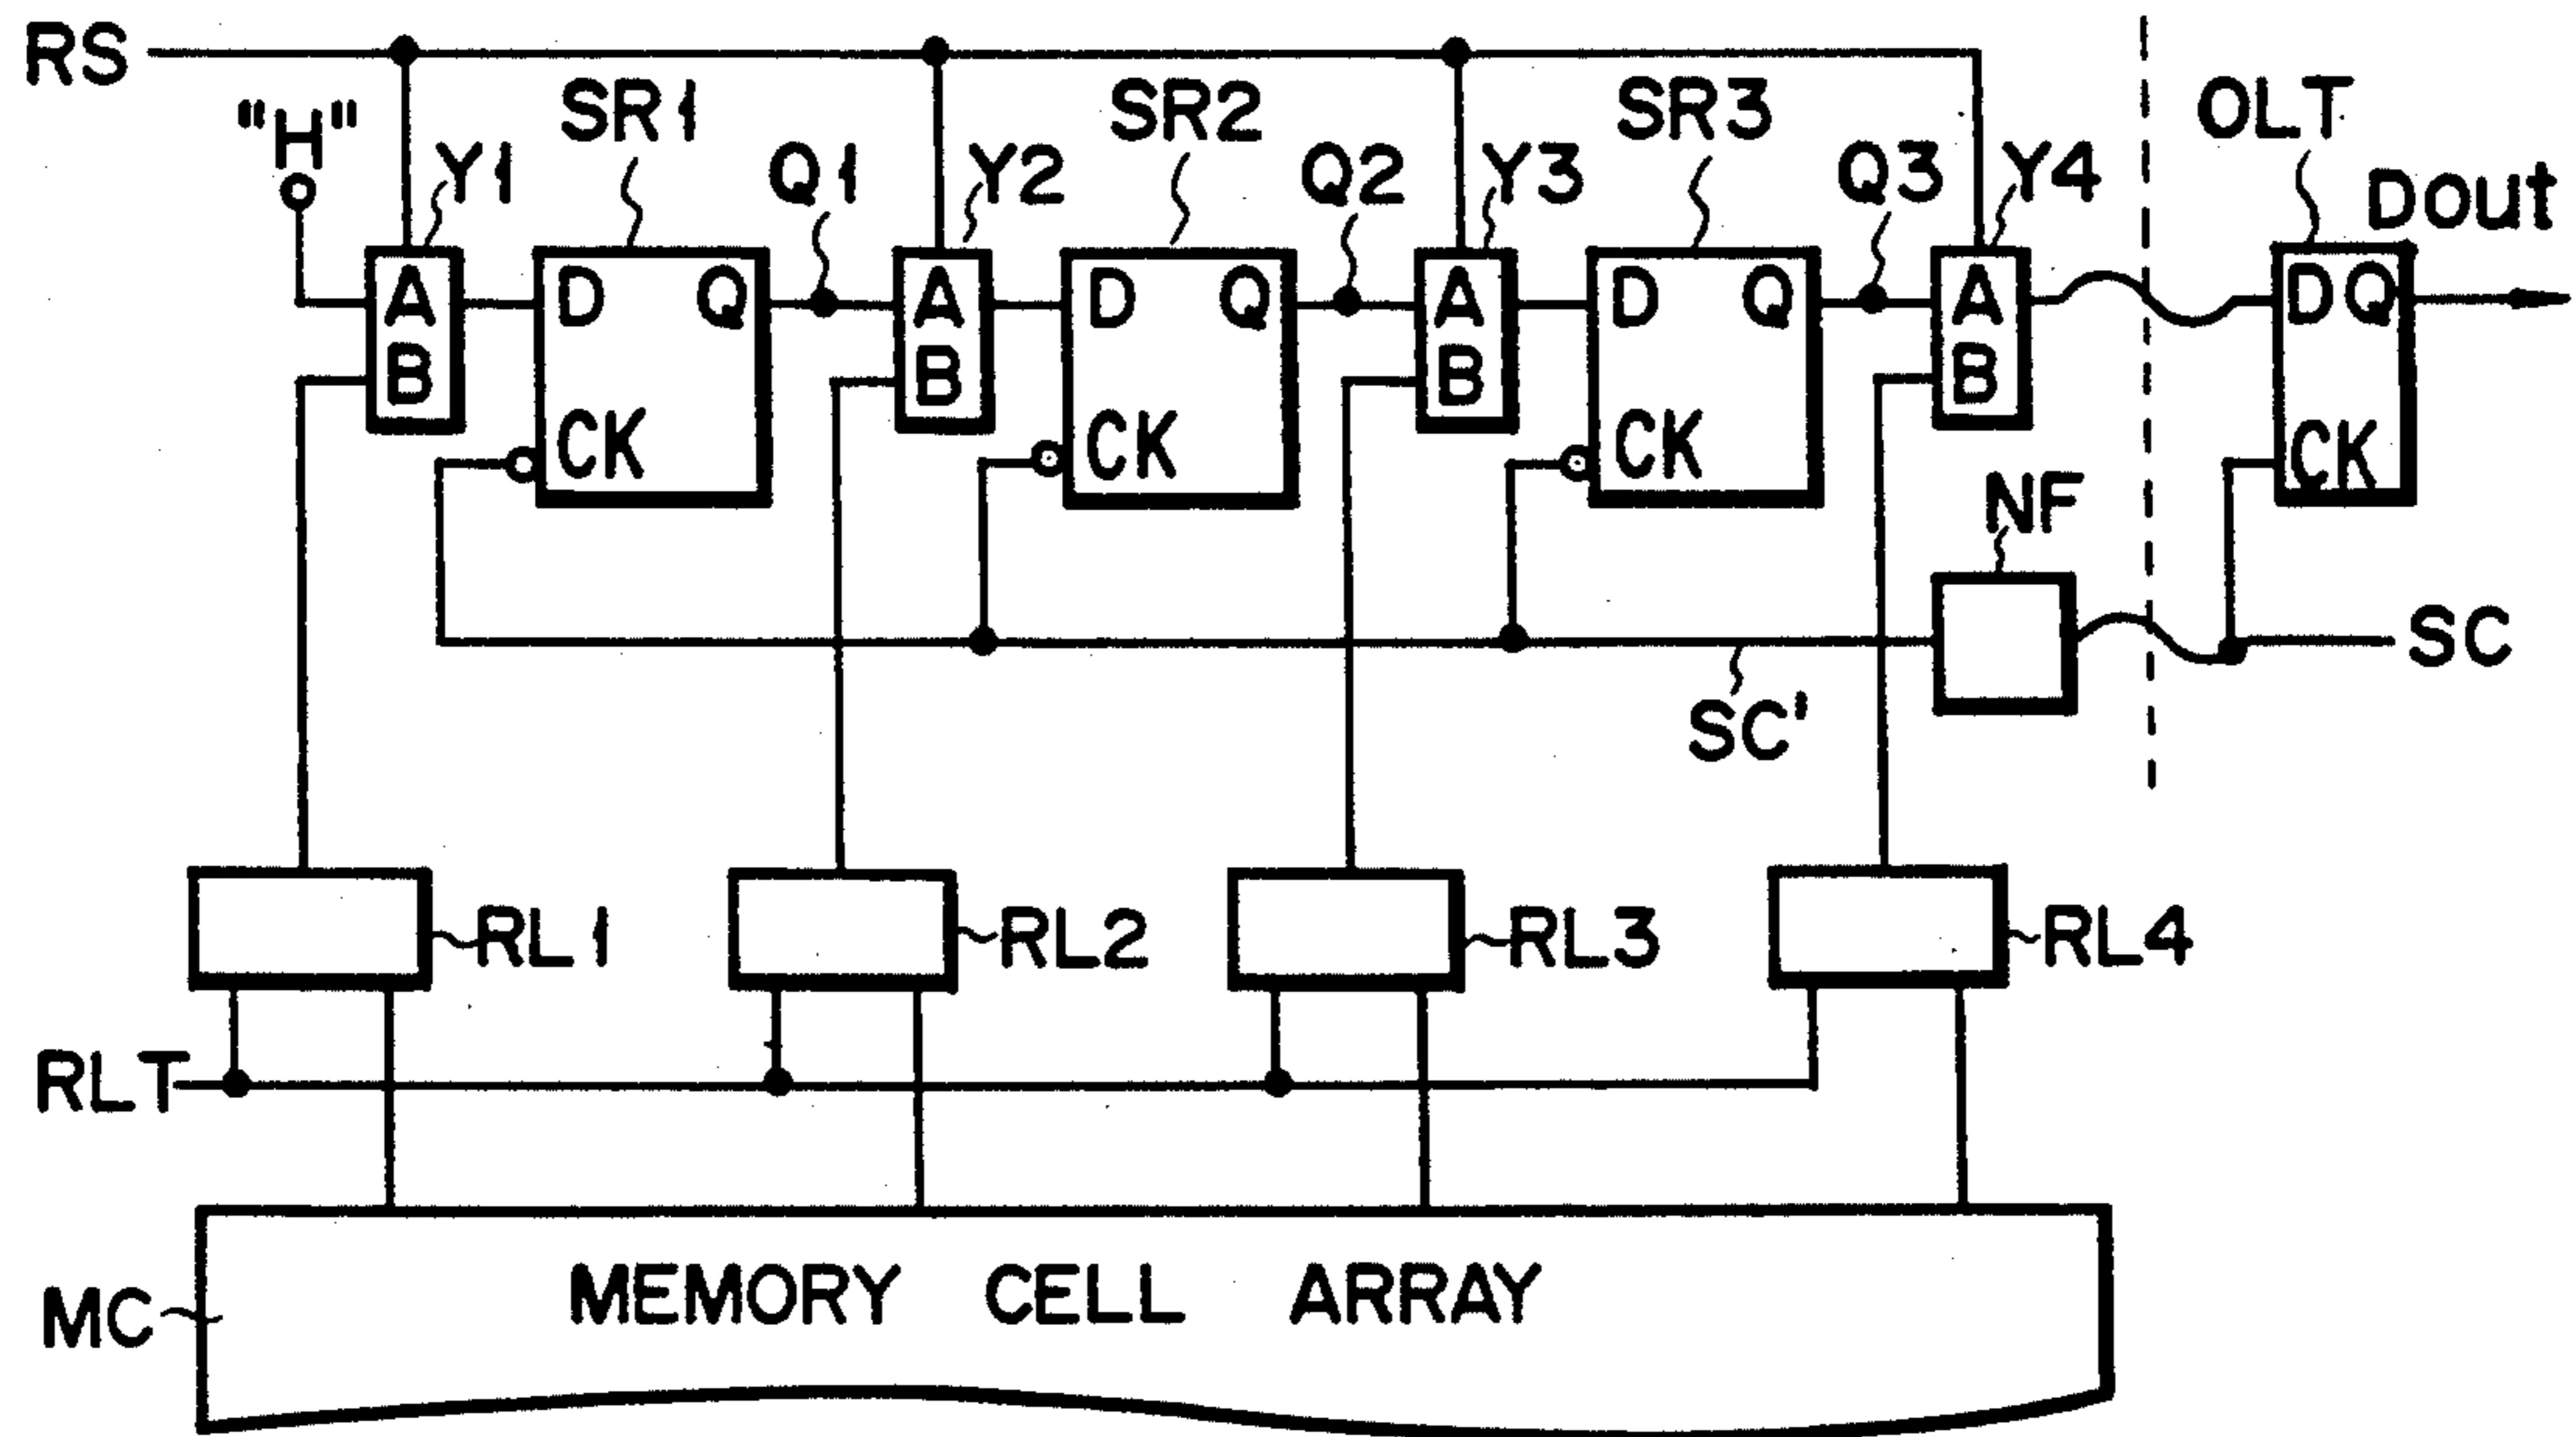 RS
"H"
SR1
SR2
SR3
OLT
Y1
Q1
Y2
Q2
Y3
Q3
Y4
Dout
A
B
D
Q
CK
A
B
D
Q
CK
A
B
D
Q
CK
A
B
D
Q
CK
NF
SC
SC'
RL1
RL2
RL3
RL4
RLT
MC
MEMORY CELL ARRAY